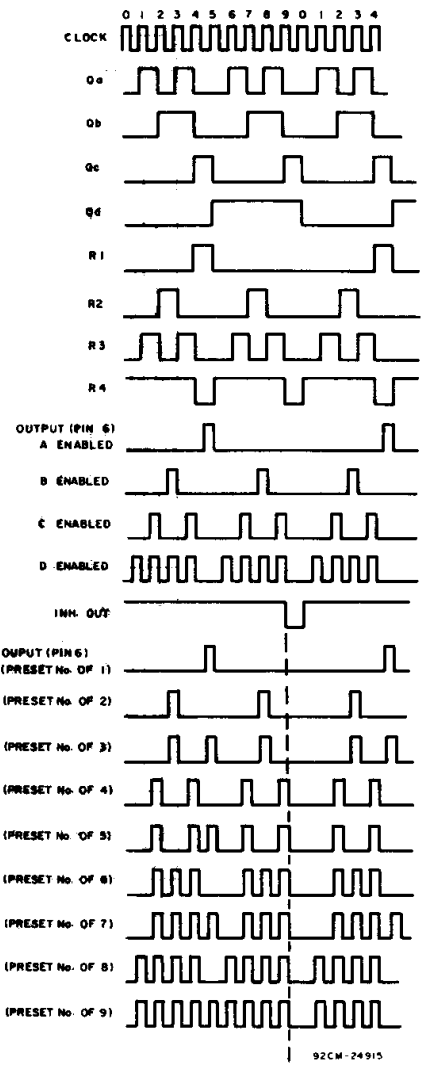 0 1 2 3 4 5 6 7 8 9 0 1 2 3 4
CLOCK
Qa
Qb
Qc
Qd
R1
R2
R3
R4
OUTPUT (PIN 6)
A ENABLED
B ENABLED
C ENABLED
D ENABLED
INH. OUT
OUPUT (PIN 6)
(PRESET No. OF 1)
(PRESET No. OF 2)
(PRESET No. OF 3)
(PRESET No. OF 4)
(PRESET No. OF 5)
(PRESET No. OF 6)
(PRESET No. OF 7)
(PRESET No. OF 8)
(PRESET No. OF 9)
92CM-24915